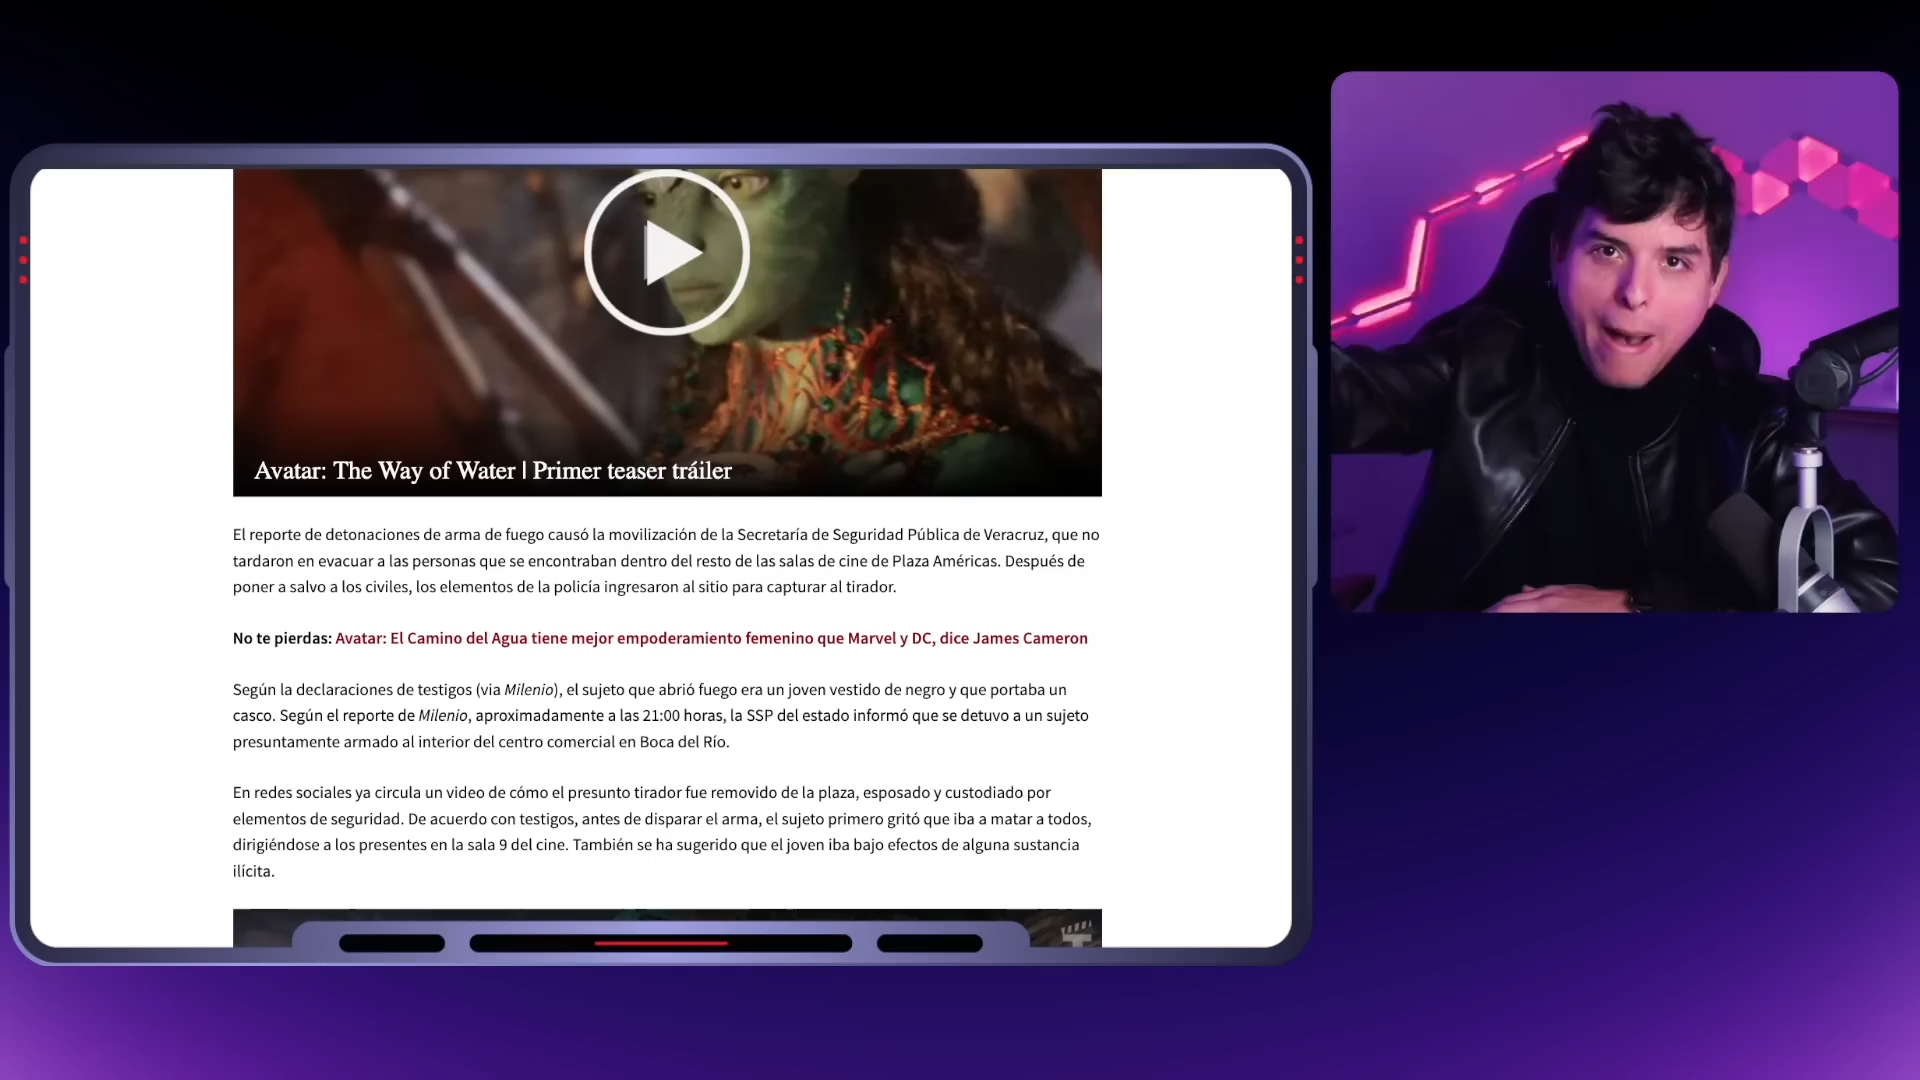 Avatar: The Way of Water | Primer teaser tráiler
El reporte de detonaciones de arma de fuego causó la movilización de la Secretaría de Seguridad Pública de Veracruz, que no
tardaron en evacuar a las personas que se encontraban dentro del resto de las salas de cine de Plaza Américas. Después de
poner a salvo a los civiles, los elementos de la policía ingresaron al sitio para capturar al tirador.
No te pierdas: Avatar: El Camino del Agua tiene mejor empoderamiento femenino que Marvel y DC, dice James Cameron
Según la declaraciones de testigos (via Milenio), el sujeto que abrió fuego era un joven vestido de negro y que portaba un
casco. Según el reporte de Milenio, aproximadamente a las 21:00 horas, la SSP del estado informó que se detuvo a un sujeto
presuntamente armado al interior del centro comercial en Boca del Río.
En redes sociales ya circula un video de cómo el presunto tirador fue removido de la plaza, esposado y custodiado por
elementos de seguridad. De acuerdo con testigos, antes de disparar el arma, el sujeto primero gritó que iba a matar a todos,
dirigiéndose a los presentes en la sala 9 del cine. También se ha sugerido que el joven iba bajo efectos de alguna sustancia
ilícita.